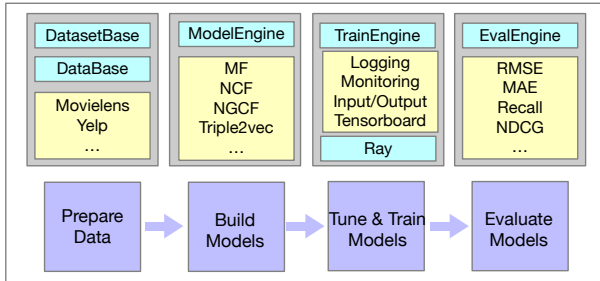 DatasetBase
DataBase
Movielens
Yelp
...
ModelEngine
MF
NCF
NGCF
Triple2vec
...
TrainEngine
Logging
Monitoring
Input/Output
Tensorboard
Ray
EvalEngine
RMSE
MAE
Recall
NDCG
...
Prepare
Data
Build
Models
Tune & Train
Models
Evaluate
Models